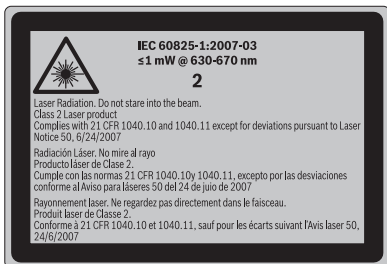 IEC 60825-1:2007-03
≤1 mW @ 630-670 nm
2
Laser Radiation. Do not stare into the beam.
Class 2 Laser product
Complies with 21 CFR 1040.10 and 1040.11 except for deviations pursuant to Laser
Notice 50, 6/24/2007
Radiación Láser. No mire al rayo
Producto láser de Clase 2.
Cumple con las normas 21 CFR 1040.10y 1040.11, excepto por las desviaciones
conforme al Aviso para láseres 50 del 24 de juio de 2007
Rayonnement laser. Ne regardez pas directement dans le faisceau.
Produit laser de Classe 2.
Conforme à 21 CFR 1040.10 et 1040.11, sauf pour les écarts suivant l'Avis laser 50,
24/6/2007